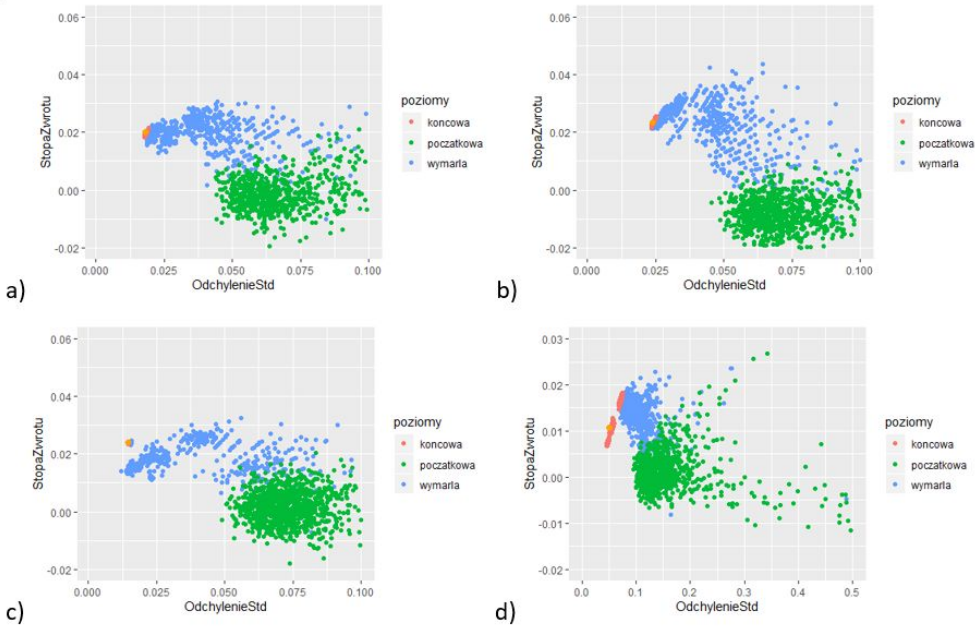 0.06
0.04
0.02
0.00
-0.02
StopaZwrotu
0.000
0.025
0.050
0.075
0.100
OdchylenieStd
poziomy
koncowa
poczatkowa
wymarla
a)
0.06
0.04
0.02
0.00
-0.02
StopaZwrotu
0.000
0.025
0.050
0.075
0.100
OdchylenieStd
poziomy
koncowa
poczatkowa
wymarla
b)
0.06
0.04
0.02
0.00
-0.02
StopaZwrotu
0.000
0.025
0.050
0.075
0.100
OdchylenieStd
poziomy
koncowa
poczatkowa
wymarla
c)
0.03
0.02
0.01
0.00
-0.01
-0.02
StopaZwrotu
0.0
0.1
0.2
0.3
0.4
0.5
OdchylenieStd
poziomy
koncowa
poczatkowa
wymarla
d)